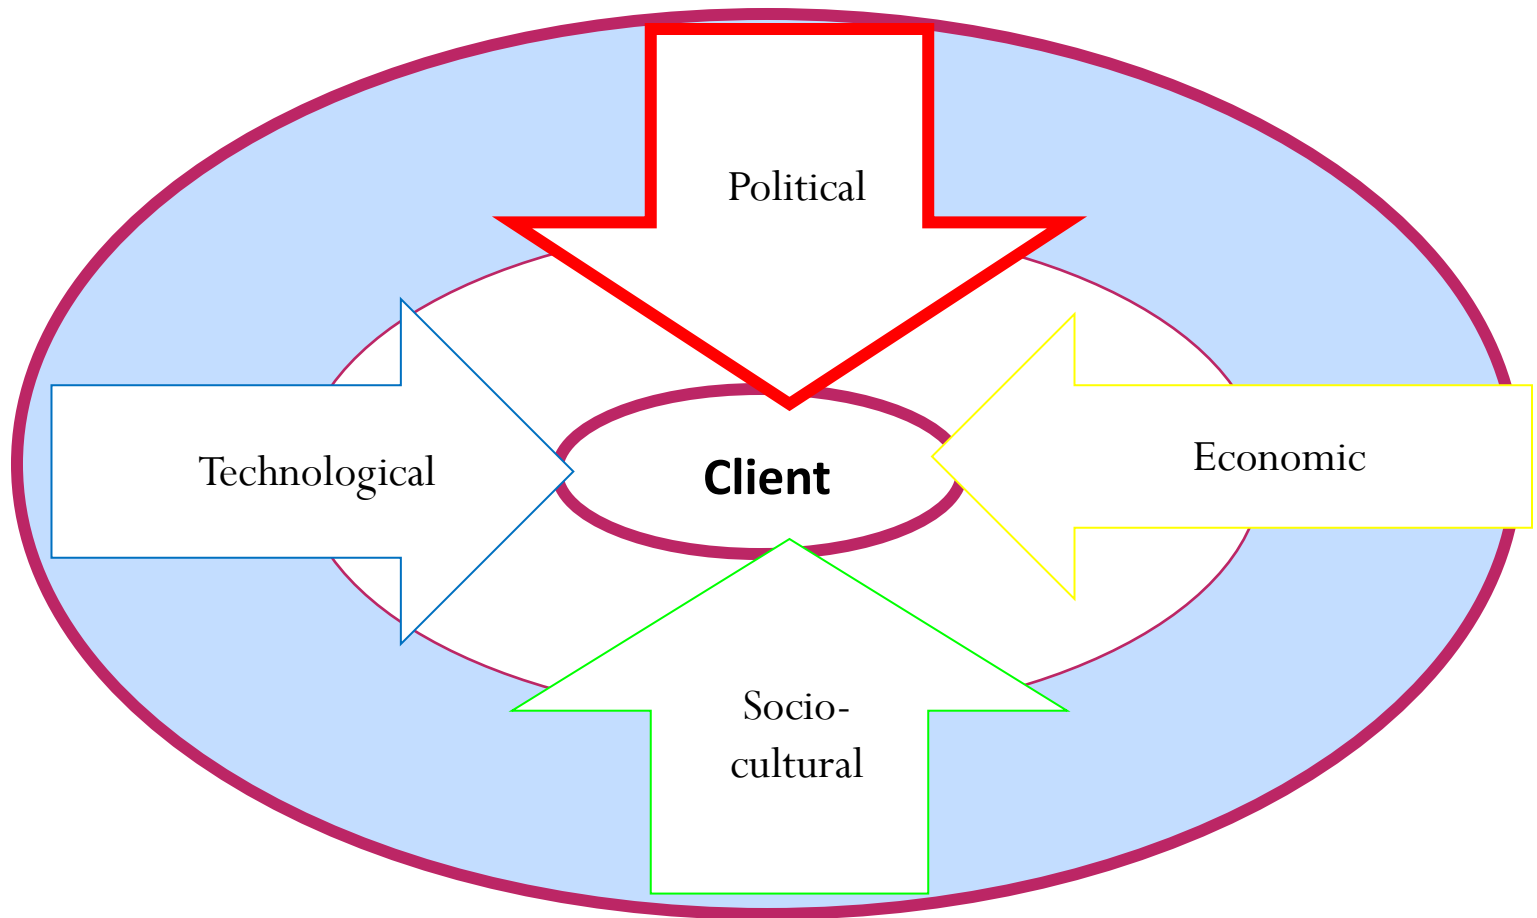 Political
Technological
Client
Economic
Socio-
cultural